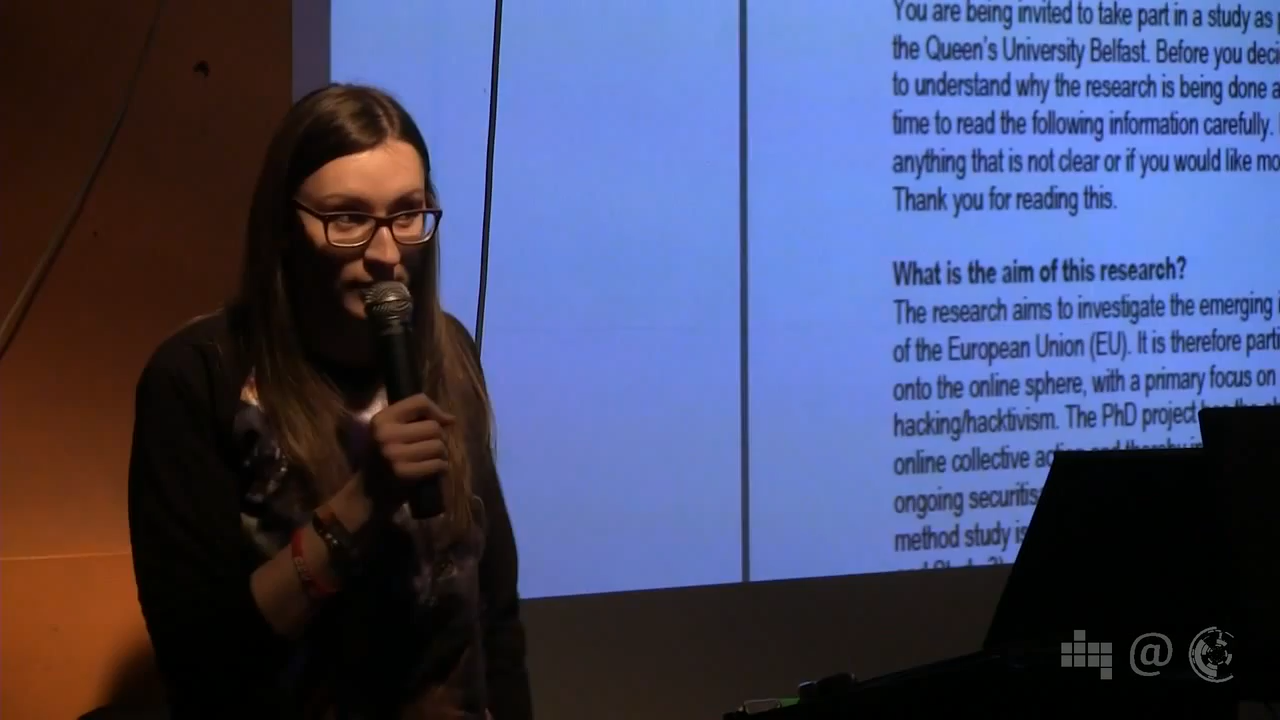 You are being invited to take part in a study as
the Queen's University Belfast. Before you
to understand why the research is being done
time to read the following information carefully.
anything that is not clear or if you would like
Thank you for reading this.
What is the aim of this research?
The research aims to investigate the emerging
of the European Union (EU). It is therefore
onto the online sphere, with a primary focus on
hacking/hacktivism. The PhD project
online collective
ongoing
method study is
@